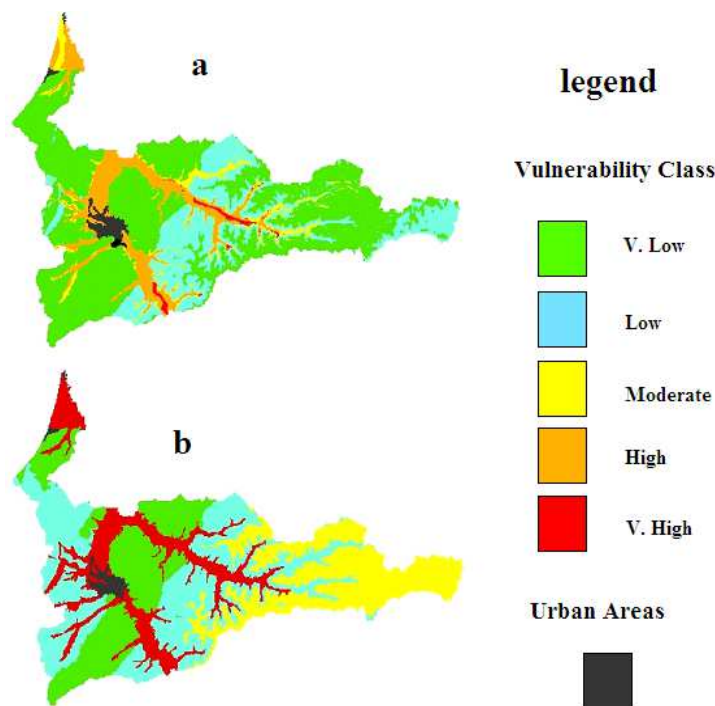 a
legend
Vulnerability Class
V. Low
Low
Moderate
b
High
V. High
Urban Areas